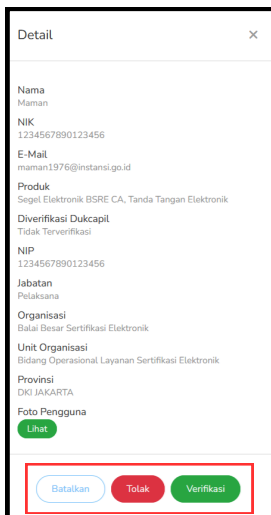 Detail
×
Nama
Maman
NIK
1234567890123456
E-Mail
maman1976@instansi.go.id
Produk
Segel Elektronik BSRE CA, Tanda Tangan Elektronik
Diverifikasi Dukcapil
Tidak Terverifikasi
NIP
1234567890123456
Jabatan
Pelaksana
Organisasi
Balai Besar Sertifikasi Elektronik
Unit Organisasi
Bidang Operasional Layanan Sertifikasi Elektronik
Provinsi
DKI JAKARTA
Foto Pengguna
Lihat
Batalkan Tolak Verifikasi